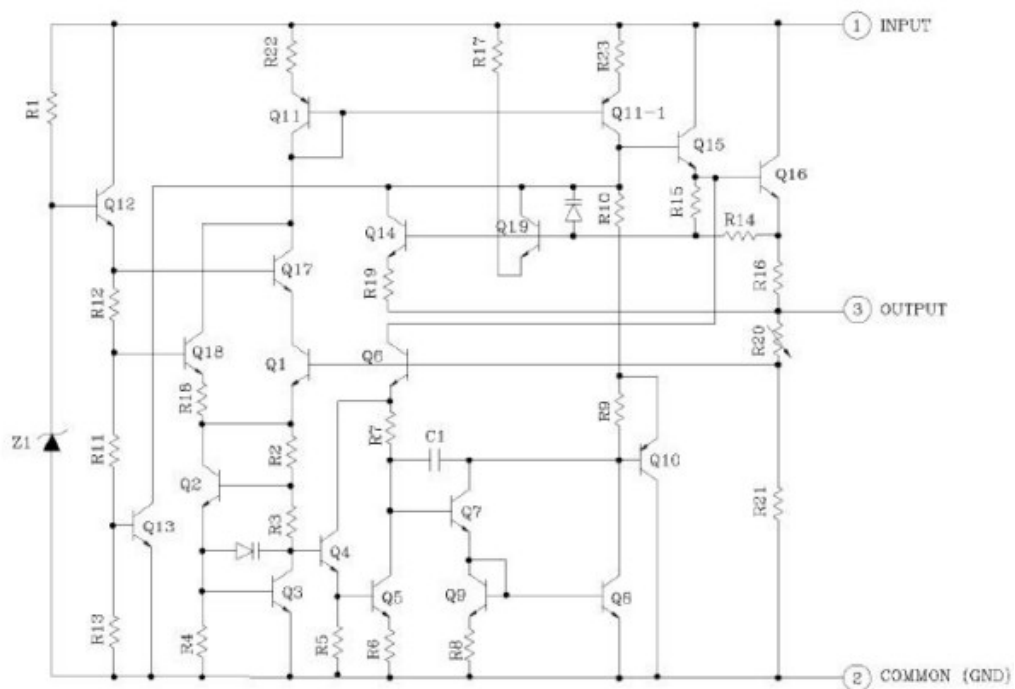 1 INPUT
R22
R17
R23
R1
Q11
Q11-1
Q15
Q16
Q12
R10
R15
Q14
Q19
R14
Q17
R19
R16
R12
3 OUTPUT
R20
Q18
Q1
Q6
R18
R7
R9
Z1
R11
R2
C1
Q10
Q2
R21
R3
Q7
Q13
Q4
Q3
Q5
Q9
Q8
R13
R4
R5
R6
R8
2 COMMON (GND)